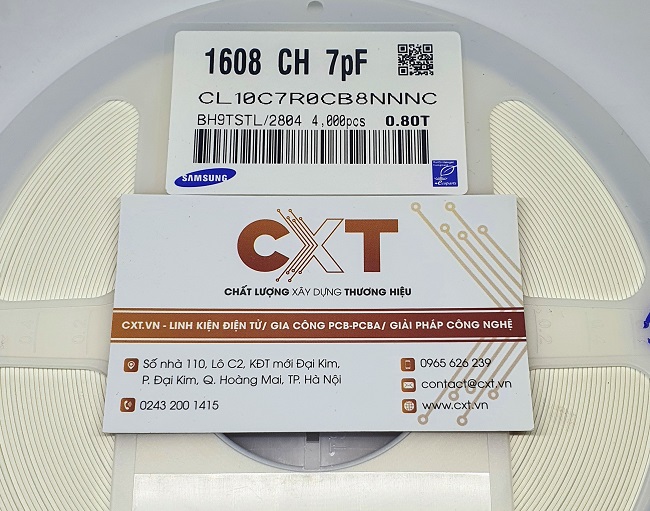 1608 CH 7pF
CL10C7R0CB8NNNC
BH9TSTL/2804 4,000pcs 0.80T
SAMSUNG
CXT
CHẤT LƯỢNG XÂY DỰNG THƯƠNG HIỆU
CXT.VN - LINH KIỆN ĐIỆN TỬ/ GIA CÔNG PCB-PCBA/ GIẢI PHÁP CÔNG NGHỆ
Số nhà 110, Lô C2, KĐT mới Đại Kim,
P. Đại Kim, Q. Hoàng Mai, TP. Hà Nội
0243 200 1415
0965 626 239
contact@cxt.vn
www.cxt.vn